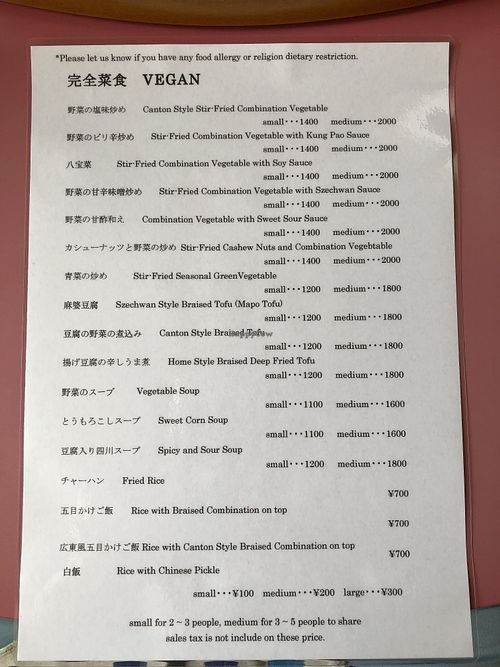 *Please let us know if you have any food allergy or religion dietary restriction.
完全菜食 VEGAN
野菜の塩味炒め Canton Style Stir-Fried Combination Vegetable
small･･･1400 medium･･･2000
野菜のピリ辛炒め Stir-Fried Combination Vegetable with Kung Pao Sauce
small･･･1400 medium･･･2000
八宝菜 Stir-Fried Combination Vegetable with Soy Sauce
small･･･1400 medium･･･2000
野菜の甘辛味噌炒め Stir-Fried Combination Vegetable with Szechwan Sauce
small･･･1400 medium･･･2000
野菜の甘酢和え Combination Vegetable with Sweet Sour Sauce
small･･･1400 medium･･･2000
カシューナッツと野菜の炒め Stir-Fried Cashew Nuts and Combination Vegebtable
small･･･1400 medium･･･2000
青菜の炒め Stir-Fried Seasonal GreenVegetable
small･･･1200 medium･･･1800
麻婆豆腐 Szechwan Style Braised Tofu (Mapo Tofu)
small･･･1200 medium･･･1800
豆腐の野菜の煮込み Canton Style Braised Tofu
small･･･1200 medium･･･1800
揚げ豆腐の辛しうま煮 Home Style Braised Deep Fried Tofu
small･･･1200 medium･･･1800
野菜のスープ Vegetable Soup
small･･･1100 medium･･･1600
とうもろこしスープ Sweet Corn Soup
small･･･1100 medium･･･1600
豆腐入り四川スープ Spicy and Sour Soup
small･･･1200 medium･･･1800
チャーハン Fried Rice
¥700
五目かけご飯 Rice with Braised Combination on top
¥700
広東風五目かけご飯 Rice with Canton Style Braised Combination on top
¥700
白飯 Rice with Chinese Pickle
small･･･¥100 medium･･･¥200 large･･･¥300
small for 2～3 people, medium for 3～5 people to share
sales tax is not include on these price.